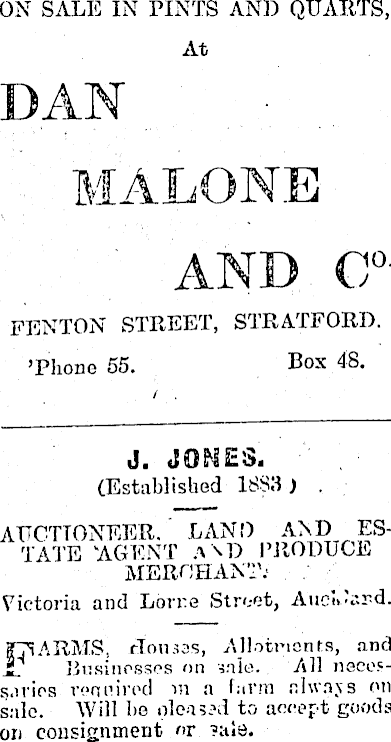 ON SALE IN PINTS AND QUARTS,
At
DAN
MALONE
AND CO.
FENTON STREET, STRATFORD.
'Phone 55. Box 48.
J. JONES.
(Established 1883)
AUCTIONEER, LAND AND ES-
TATE AGENT AND PRODUCE
MERCHANT.
Victoria and Lorne Street, Auckland.
FARMS, Houses, Allotments, and
Businesses on sale. All neces-
saries required in a farm always on
sale. Will be pleased to accept goods
on consignment or sale.